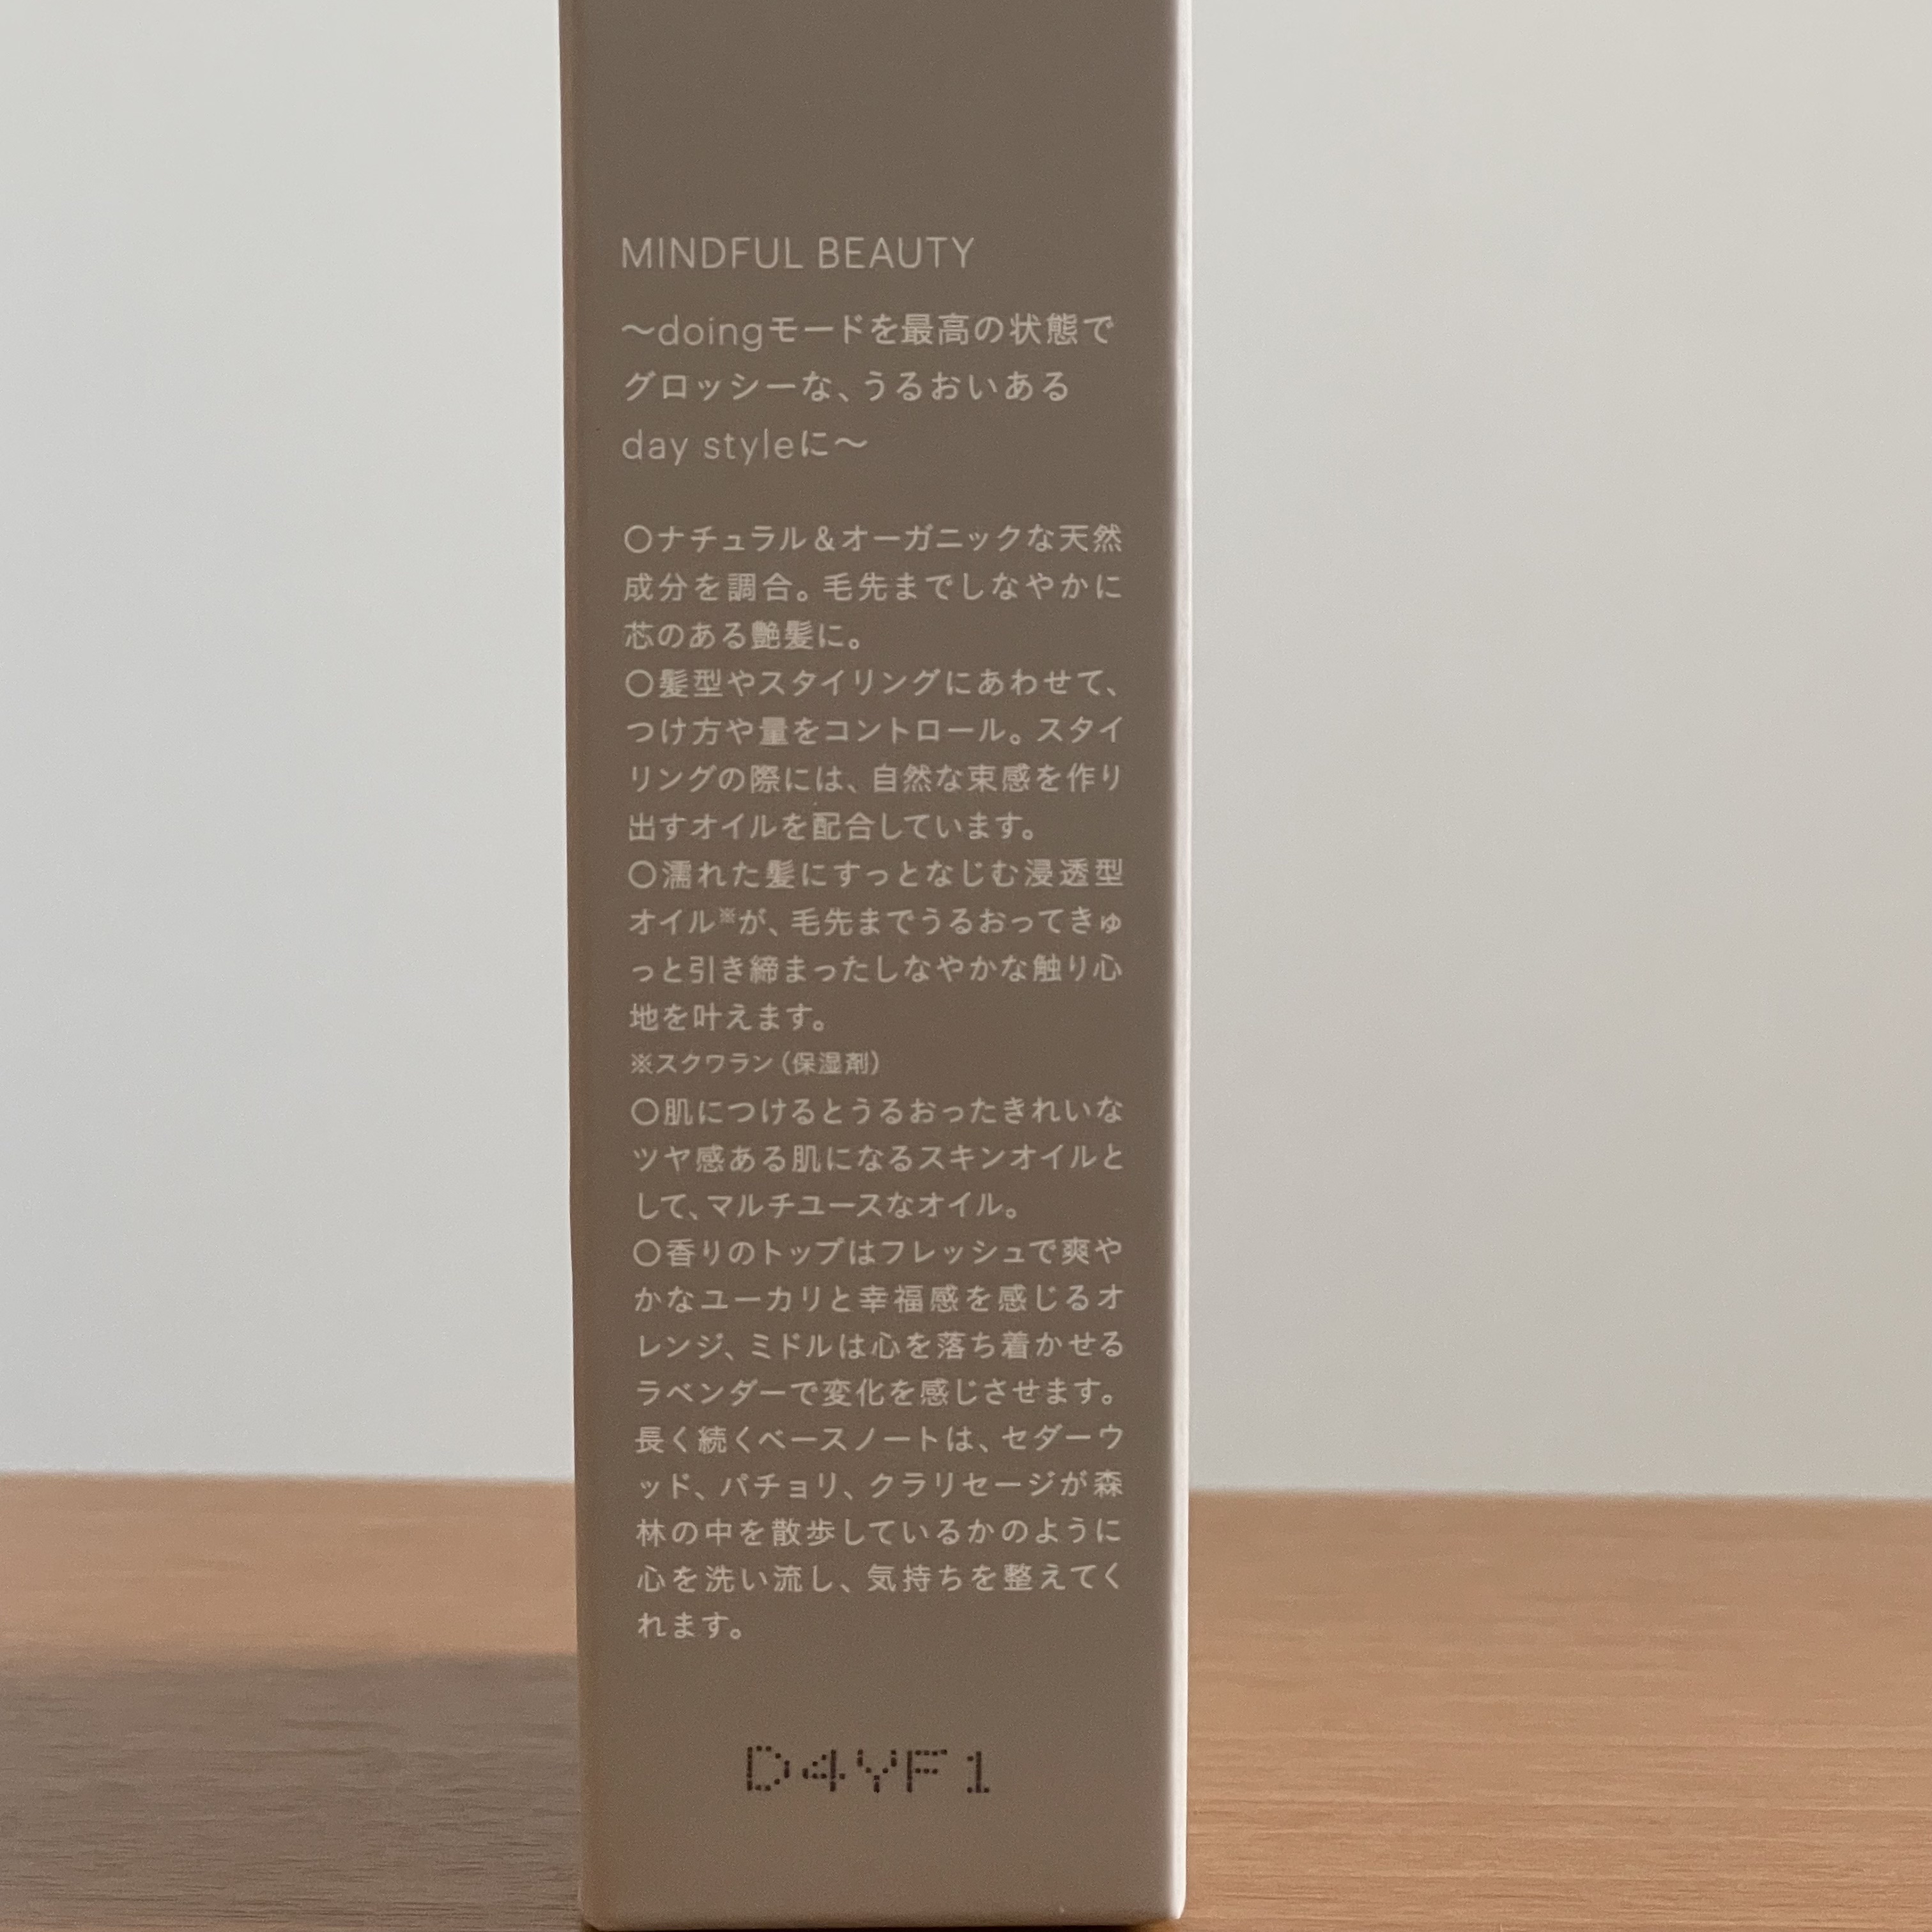 MINDFUL BEAUTY
〜doingモードを最高の状態で
グロッシーな、うるおいある
day styleに〜
〇ナチュラル＆オーガニックな天然
成分を調合。毛先までしなやかに
芯のある艶髪に。
〇髪型やスタイリングにあわせて、
つけ方や量をコントロール。スタイ
リングの際には、自然な束感を作り
出すオイルを配合しています。
〇濡れた髪にすっとなじむ浸透型
オイル※が、毛先までうるおってきゅ
っと引き締まったしなやかな触り心
地を叶えます。
※スクワラン（保湿剤）
〇肌につけるとうるおったきれいな
ツヤ感ある肌になるスキンオイルと
して、マルチユースなオイル。
〇香りのトップはフレッシュで爽や
かなユーカリと幸福感を感じるオ
レンジ、ミドルは心を落ち着かせる
ラベンダーで変化を感じさせます。
長く続くベースノートは、セダーウ
ッド、パチョリ、クラリセージが森
林の中を散歩しているかのように
心を洗い流し、気持ちを整えてく
れます。
D4YF1